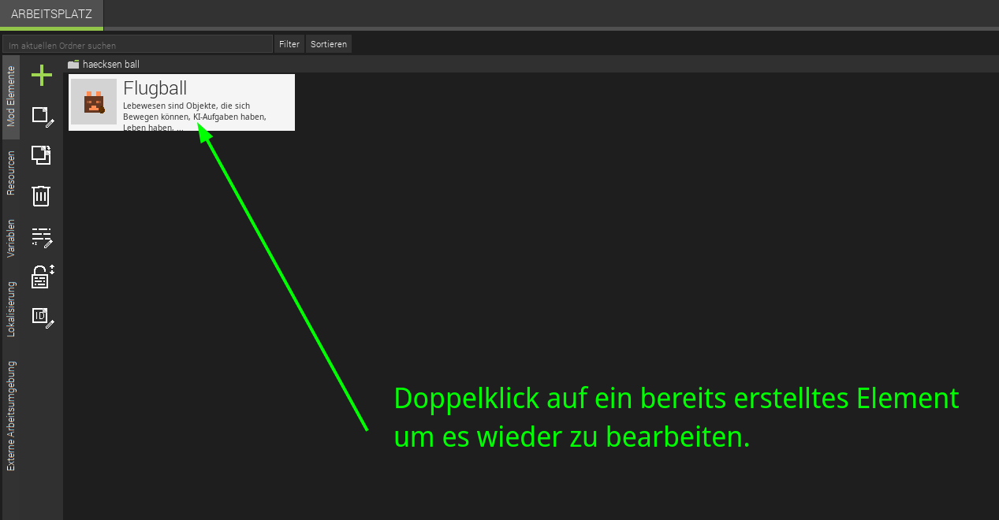 ARBEITSPLATZ
Im aktuellen Ordner suchen
Filter
Sortieren
haecksen ball
Flugball
Lebewesen sind Objekte, die sich
Bewegen können, KI-Aufgaben haben,
Leben haben, ...
Mod Elemente
Resourcen
Variablen
Lokalisierung
Externe Arbeitsumgebung
ID
Doppelklick auf ein bereits erstelltes Element
um es wieder zu bearbeiten.